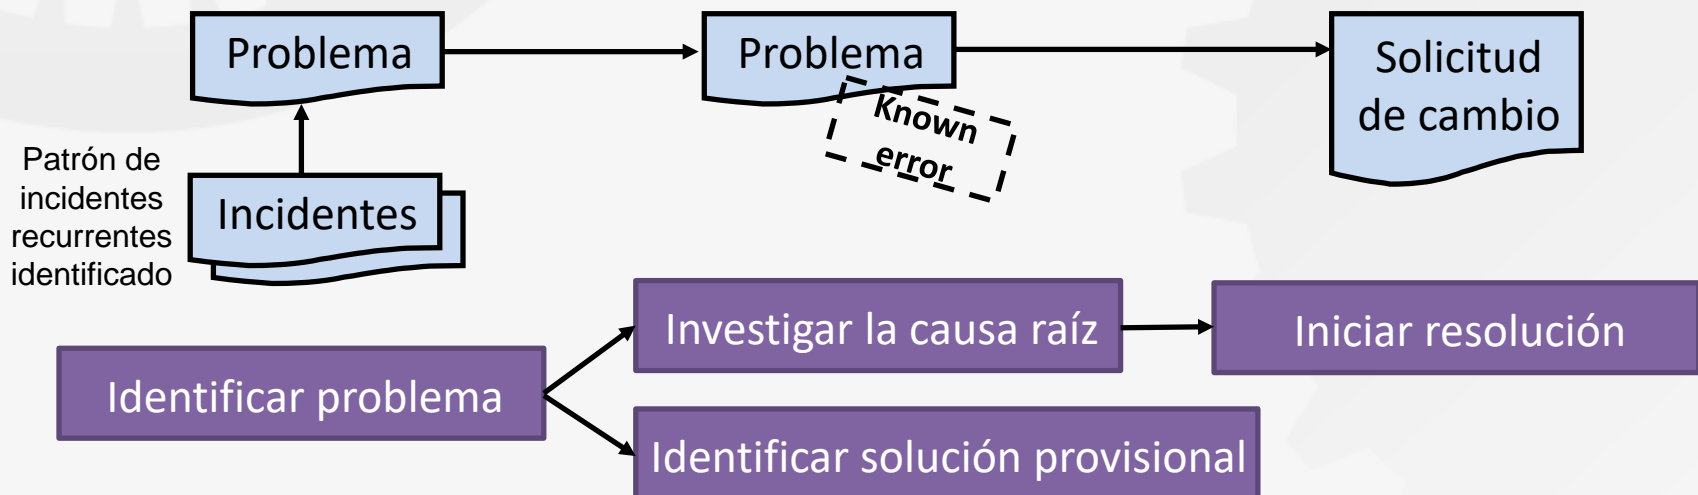 Problema
Problema
Solicitud
de cambio
Known
error
Patrón de
incidentes
recurrentes
identificado
Incidentes
Investigar la causa raíz
Iniciar resolución
Identificar problema
Identificar solución provisional